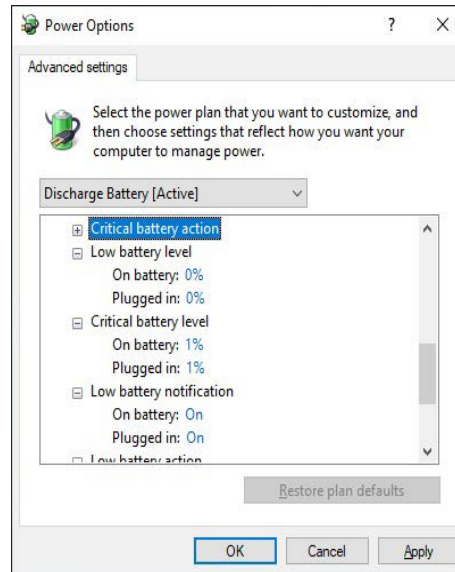 Power Options
Advanced settings
Select the power plan that you want to customize, and
then choose settings that reflect how you want your
computer to manage power.
Discharge Battery [Active]
Critical battery action
Low battery level
On battery: 0%
Plugged in: 0%
Critical battery level
On battery: 1%
Plugged in: 1%
Low battery notification
On battery: On
Plugged in: On
Low battery action
Restore plan defaults
OK Cancel Apply